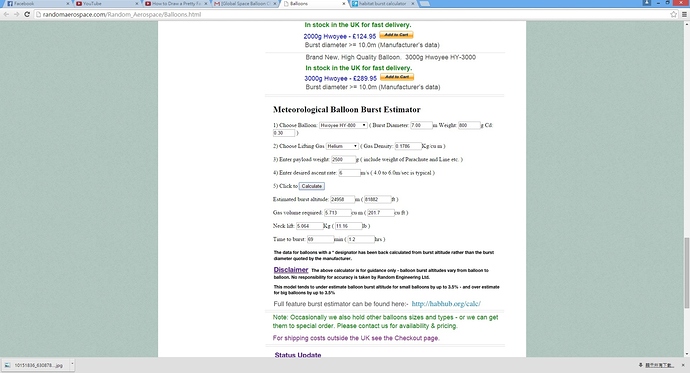 Facebook
YouTube
How to Draw a Pretty Fa
[Global Space Balloon C
Balloons
habitat burst calculator
randomaerospace.com/Random_Aerospace/Balloons.html
In stock in the UK for fast delivery.
2000g Hwoyee - £124.95 Add to Cart
Burst diameter >= 10.0m (Manufacturer's data)
Brand New, High Quality Balloon. 3000g Hwoyee HY-3000
In stock in the UK for fast delivery.
3000g Hwoyee - £289.95 Add to Cart
Burst diameter >= 10.0m (Manufacturer's data)
Meteorological Balloon Burst Estimator
1) Choose Balloon: Hwoyee HY-800 ( Burst Diameter: 7.00 m Weight: 800 g Cd:
0.30 )
2) Choose Lifting Gas Helium ( Gas Density: 0.1786 Kg/cu m )
3) Enter payload weight: 2500 g ( include weight of Parachute and Line etc. )
4) Enter desired ascent rate: 6 m/s ( 4.0 to 6.0m/sec is typical )
5) Click to Calculate
Estimated burst altitude: 24958 m ( 81882 ft )
Gas volume required: 5.713 cu m ( 201.7 cu ft )
Neck lift: 5.064 Kg ( 11.16 lb )
Time to burst: 69 min ( 1.2 hrs )
The data for balloons with a * designator has been back calculated from burst altitude rather than the burst
diameter quoted by the manufacturer.
Disclaimer The above calculator is for guidance only - balloon burst altitudes vary from balloon to
balloon. No responsibility for accuracy is taken by Random Engineering Ltd.
This model tends to under estimate balloon burst altitude for small balloons by up to 3.5% - and over estimate
for big balloons by up to 3.5%
Full feature burst estimator can be found here:- http://habhub.org/calc/
Note: Occasionally we also hold other balloons sizes and types - or we can get
them to special order. Please contact us for availability & pricing.
For shipping costs outside the UK see the Checkout page.
Status Update
10151836_630878....jpg
顯示所有下載...